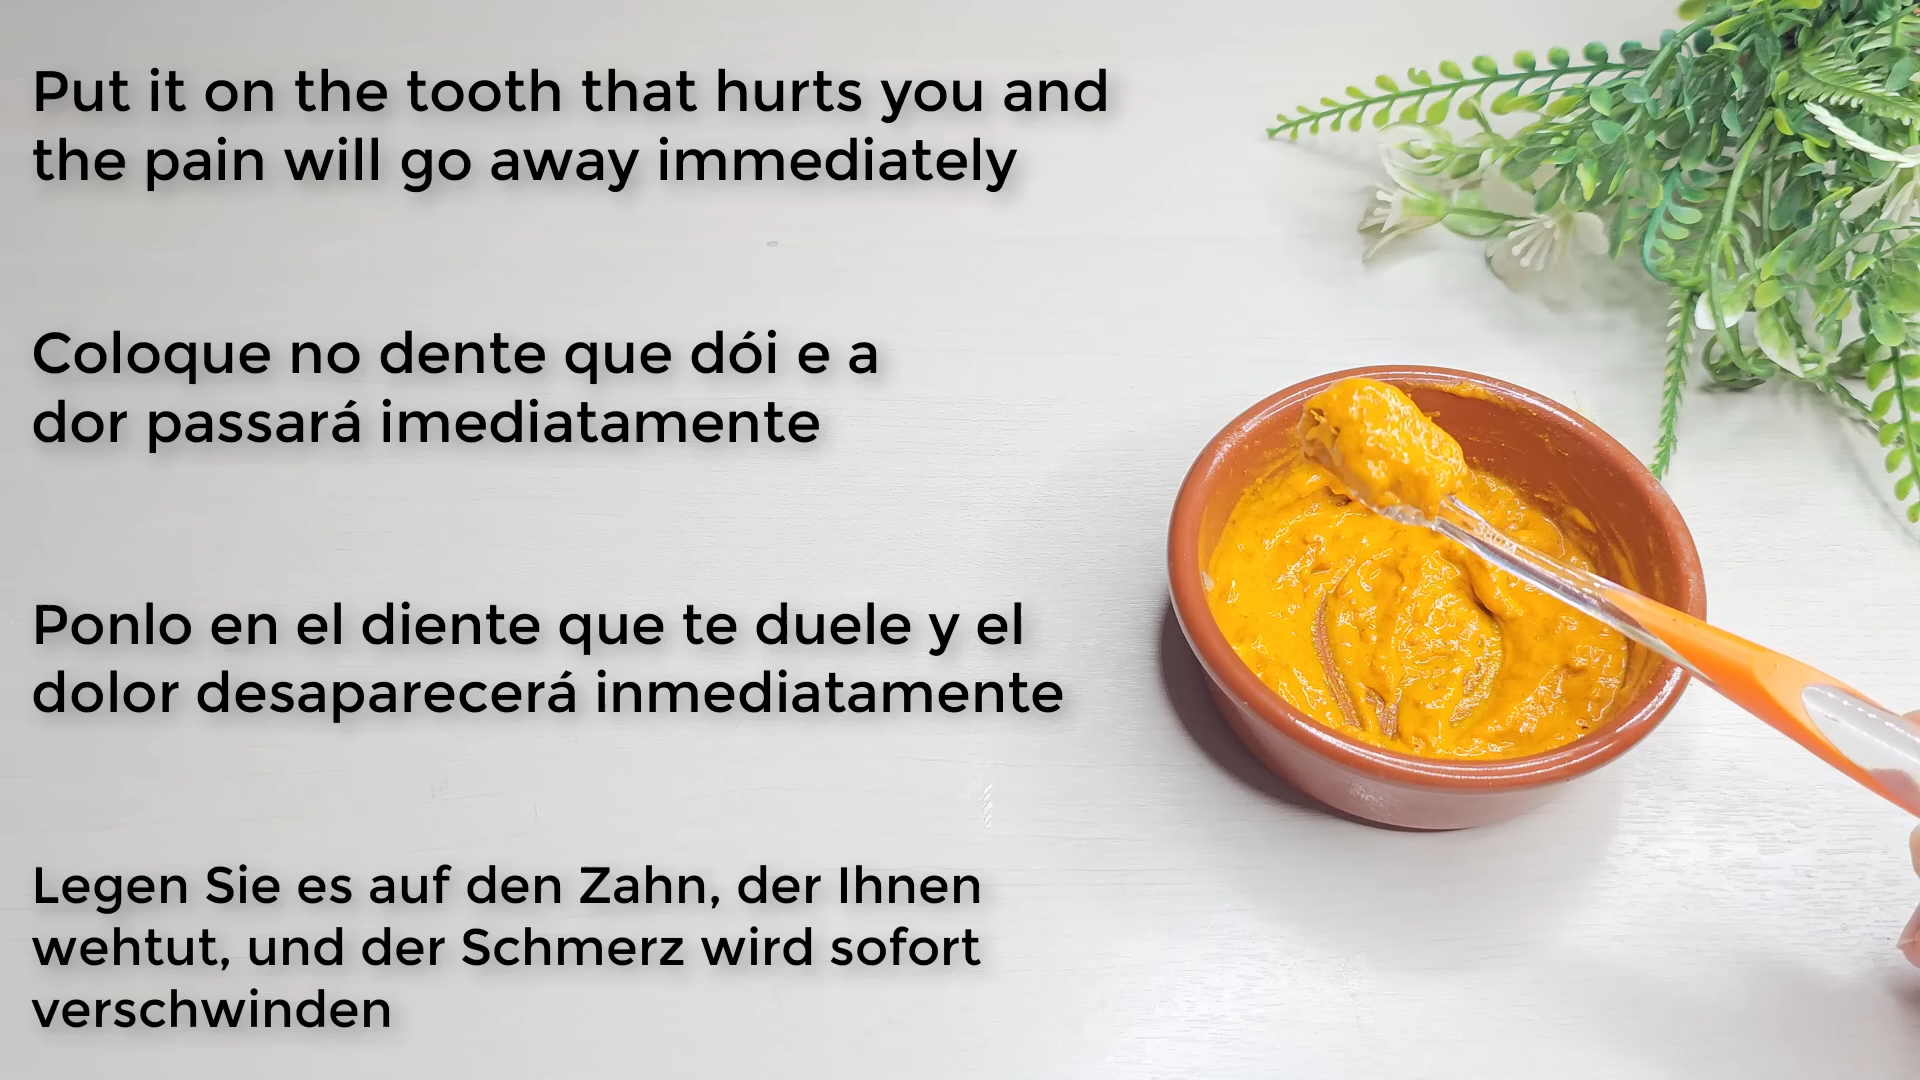 Put it on the tooth that hurts you and
the pain will go away immediately
Coloque no dente que dói e a
dor passará imediatamente
Ponlo en el diente que te duele y el
dolor desaparecerá inmediatamente
Legen Sie es auf den Zahn, der Ihnen
wehtut, und der Schmerz wird sofort
verschwinden